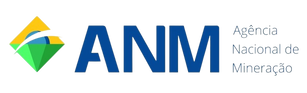 ANM
Agência
Nacional de
Mineração